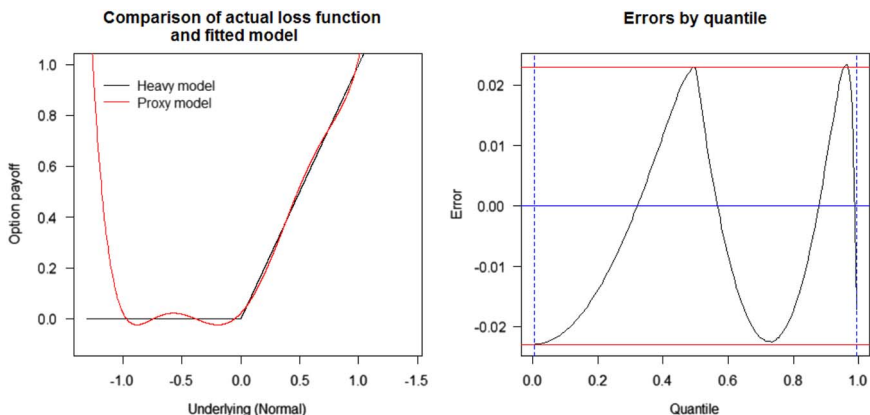 Comparison of actual loss function
and fitted model
1.0
0.8
0.6
0.4
0.2
0.0
Option payoff
Heavy model
Proxy model
-1.0
-0.5
0.0
0.5
1.0
-1.5
Underlying (Normal)
Errors by quantile
0.02
0.01
0.00
-0.01
-0.02
Error
0.0
0.2
0.4
0.6
0.8
1.0
Quantile